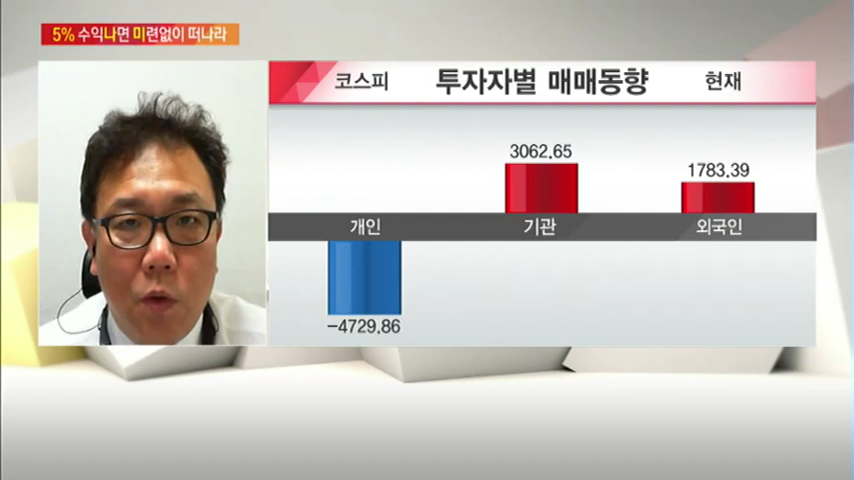 5% 수익나면 미련없이 떠나라
코스피 투자자별 매매동향 현재
3062.65 1783.39
개인 기관 외국인
-4729.86